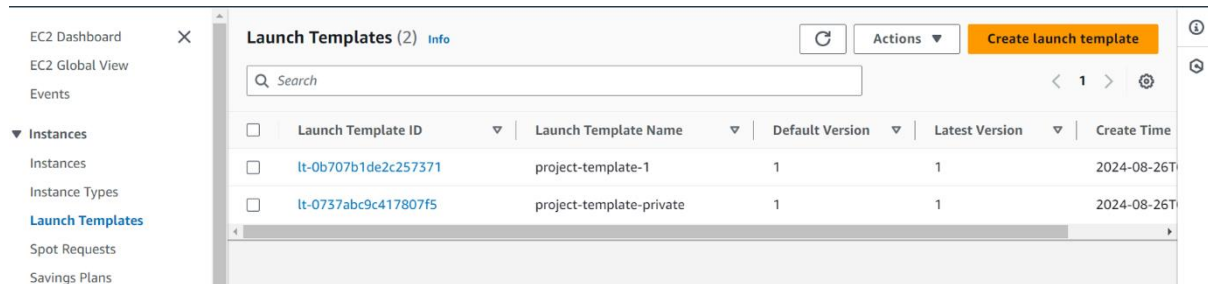 EC2 Dashboard
EC2 Global View
Events
Instances
Instances
Instance Types
Launch Templates
Spot Requests
Savings Plans
Launch Templates (2) Info
Actions
Create launch template
Search
1
Launch Template ID Launch Template Name Default Version Latest Version Create Time
lt-0b707b1de2c257371 project-template-1 1 1 2024-08-26T
lt-0737abc9c417807f5 project-template-private 1 1 2024-08-26T